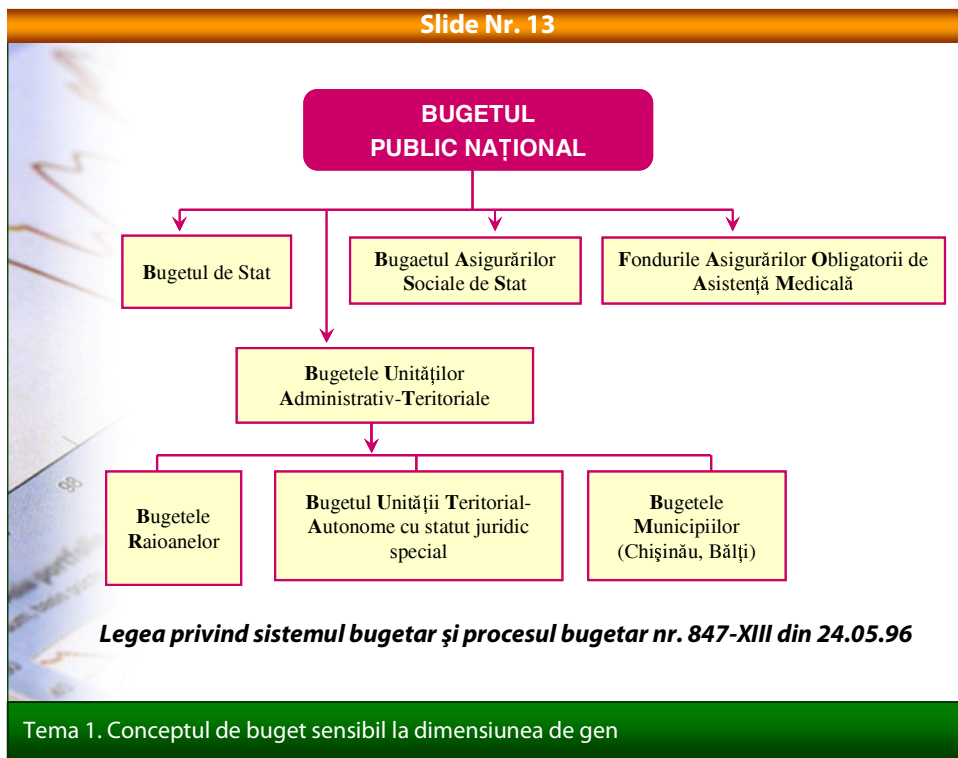 Slide Nr. 13
BUGETUL
PUBLIC NAȚIONAL
Bugetul de Stat
Bugaetul Asigurărilor
Sociale de Stat
Fondurile Asigurărilor Obligatorii de
Asistență Medicală
Bugetele Unităților
Administrativ-Teritoriale
Bugetele
Raioanelor
Bugetul Unității Teritorial-
Autonome cu statut juridic
special
Bugetele
Municipiilor
(Chişinău, Bălți)
Legea privind sistemul bugetar şi procesul bugetar nr. 847-XIII din 24.05.96
98
Tema 1. Conceptul de buget sensibil la dimensiunea de gen